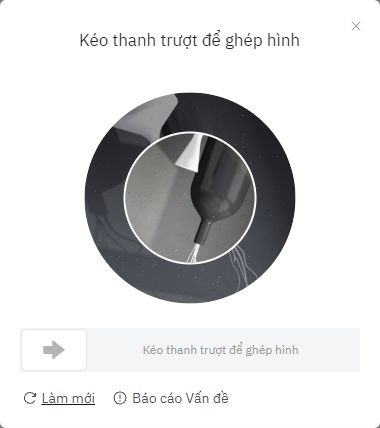 Kéo thanh trượt để ghép hình
Kéo thanh trượt để ghép hình
Làm mới
Báo cáo Vấn đề